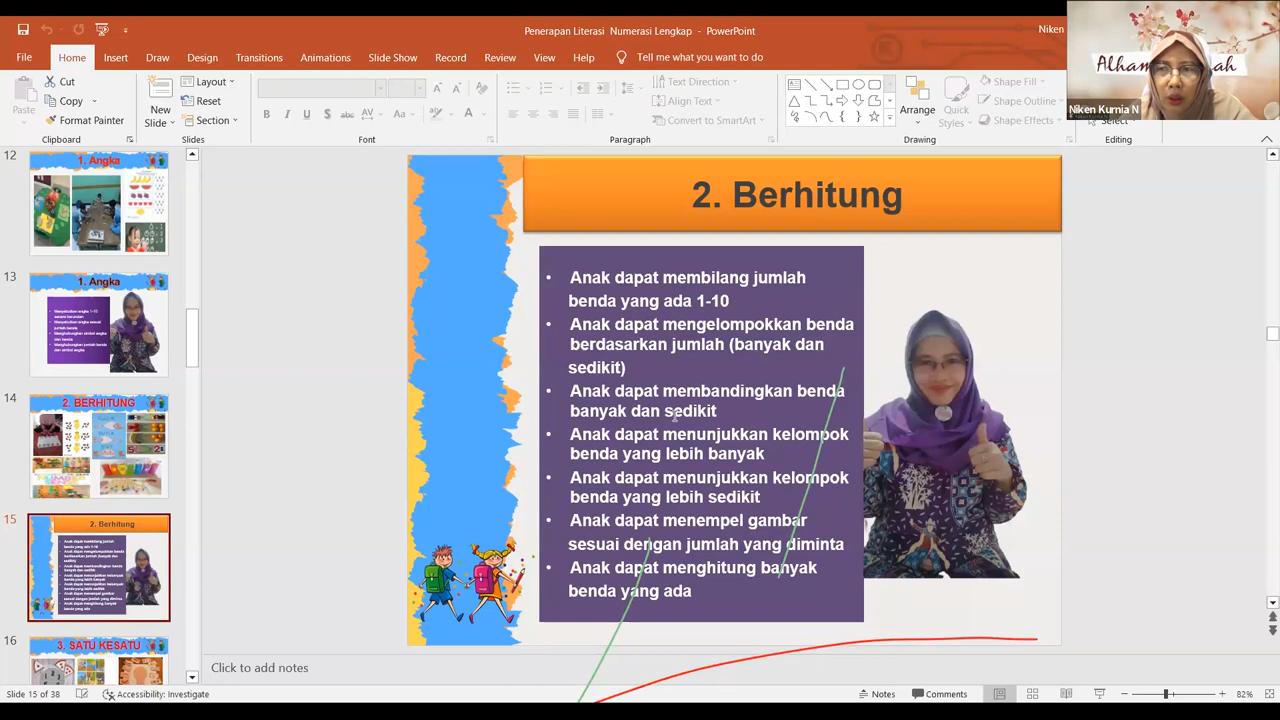 Penerapan Literasi Numerasi Lengkap - PowerPoint
Niken
File Home Insert Draw Design Transitions Animations Slide Show Record Review View Help Tell me what you want to do
Paste
Cut
Copy
Format Painter
Clipboard
New Slide
Layout
Reset
Section
Slides
Font
Text Direction
Align Text
Convert to SmartArt
Paragraph
Arrange
Quick Styles
Shape Fill
Shape Outline
Shape Effects
Drawing
Select
Editing
Niken Kurnia N
12
1. Angka
13
1. Angka
14
2. BERHITUNG
15
2. Berhitung
16
3. SATU KESATU
2. Berhitung
• Anak dapat membilang jumlah
benda yang ada 1-10
• Anak dapat mengelompokkan benda
berdasarkan jumlah (banyak dan
sedikit)
• Anak dapat membandingkan benda
banyak dan sedikit
• Anak dapat menunjukkan kelompok
benda yang lebih banyak
• Anak dapat menunjukkan kelompok
benda yang lebih sedikit
• Anak dapat menempel gambar
sesuai dengan jumlah yang diminta
• Anak dapat menghitung banyak
benda yang ada
Click to add notes
Slide 15 of 38 Accessibility: Investigate Notes Comments 82%